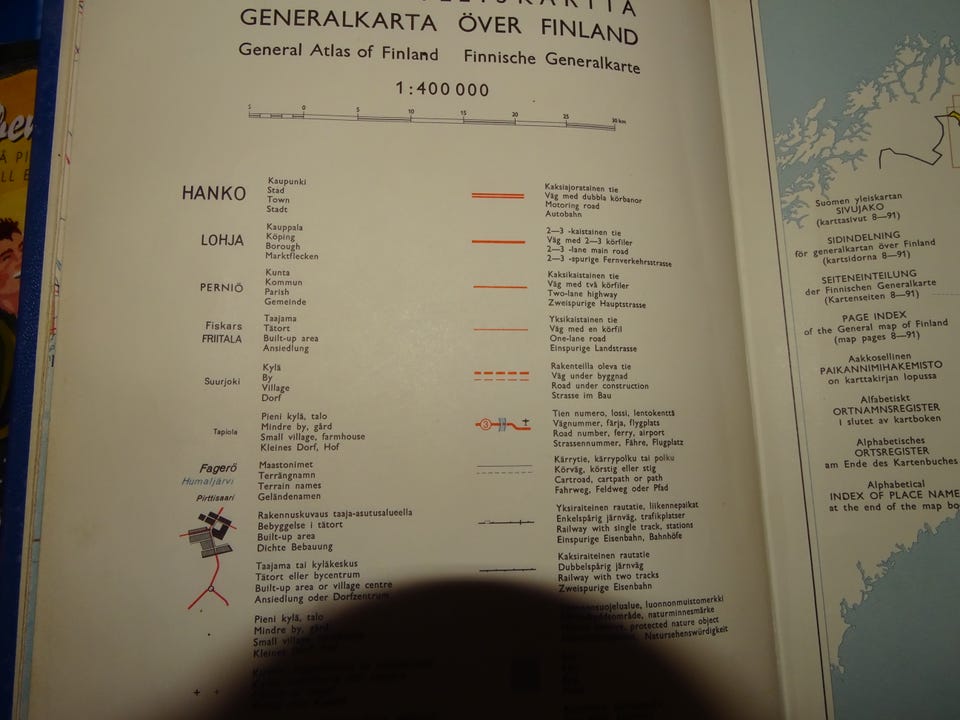 GENERALKARTA ÖVER FINLAND
General Atlas of Finland Finnische Generalkarte
1:400 000
5 0 5 10 15 20 25 30 km
HANKO
Kaupunki
Stad
Town
Stadt
LOHJA
Kauppala
Köping
Borough
Marktflecken
PERNIÖ
Kunta
Kommun
Parish
Gemeinde
Fiskars
FRIITALA
Taajama
Tätort
Built-up area
Ansiedlung
Suurjoki
Kylä
By
Village
Dorf
Tapiola
Pieni kylä, talo
Mindre by, gård
Small village, farmhouse
Kleines Dorf, Hof
Fagerö
Humaljärvi
Pirttisaari
Maastonimet
Terrängnamn
Terrain names
Geländenamen
Rakennuskuvaus taaja-asutusalueella
Bebyggelse i tätort
Built-up area
Dichte Bebauung
Taajama tai kyläkeskus
Tätort eller bycentrum
Built-up area or village centre
Ansiedlung oder Dorfzentrum
Pieni kylä, talo
Mindre by, gård
Small
Kleines
Kaksiajoratainen tie
Väg med dubbla körbanor
Motoring road
Autobahn
2—3 -kaistainen tie
Väg med 2—3 körfiler
2—3 -lane main road
2—3 -spurige Fernverkehrsstrasse
Kaksikaistainen tie
Väg med två körfiler
Two-lane highway
Zweispurige Hauptstrasse
Yksikaistainen tie
Väg med en körfil
One-lane road
Einspurige Landstrasse
Rakenteilla oleva tie
Väg under byggnad
Road under construction
Strasse im Bau
3
Tien numero, lossi, lentokenttä
Vägnummer, färja, flygplats
Road number, ferry, airport
Strassennummer, Fähre, Flugplatz
Kärrytie, kärrypolku tai polku
Körväg, körstig eller stig
Cartroad, cartpath or path
Fahrweg, Feldweg oder Pfad
Yksiraiteinen rautatie, liikennepaikat
Enkelspårig järnväg, trafikplatser
Railway with single track, stations
Einspurige Eisenbahn, Bahnhöfe
Kaksiraiteinen rautatie
Dubbelspårig järnväg
Railway with two tracks
Zweispurige Eisenbahn
luonnonmuistomerkki
naturminnesmärke
protected nature object
Natursehenswürdigkeit
Suomen yleiskartan
SIVUJAKO
(karttasivut 8—91)
SIDINDELNING
för generalkartan över Finland
(kartsidorna 8—91)
SEITENEINTEILUNG
der Finnischen Generalkarte
(Kartenseiten 8—91)
PAGE INDEX
of the General map of Finland
(map pages 8—91)
Aakkosellinen
PAIKANNIMIHAKEMISTO
on karttakirjan lopussa
Alfabetiskt
ORTNAMNSREGISTER
i slutet av kartboken
Alphabetisches
ORTSREGISTER
am Ende des Kartenbuches
Alphabetical
INDEX OF PLACE NAME
at the end of the map bo